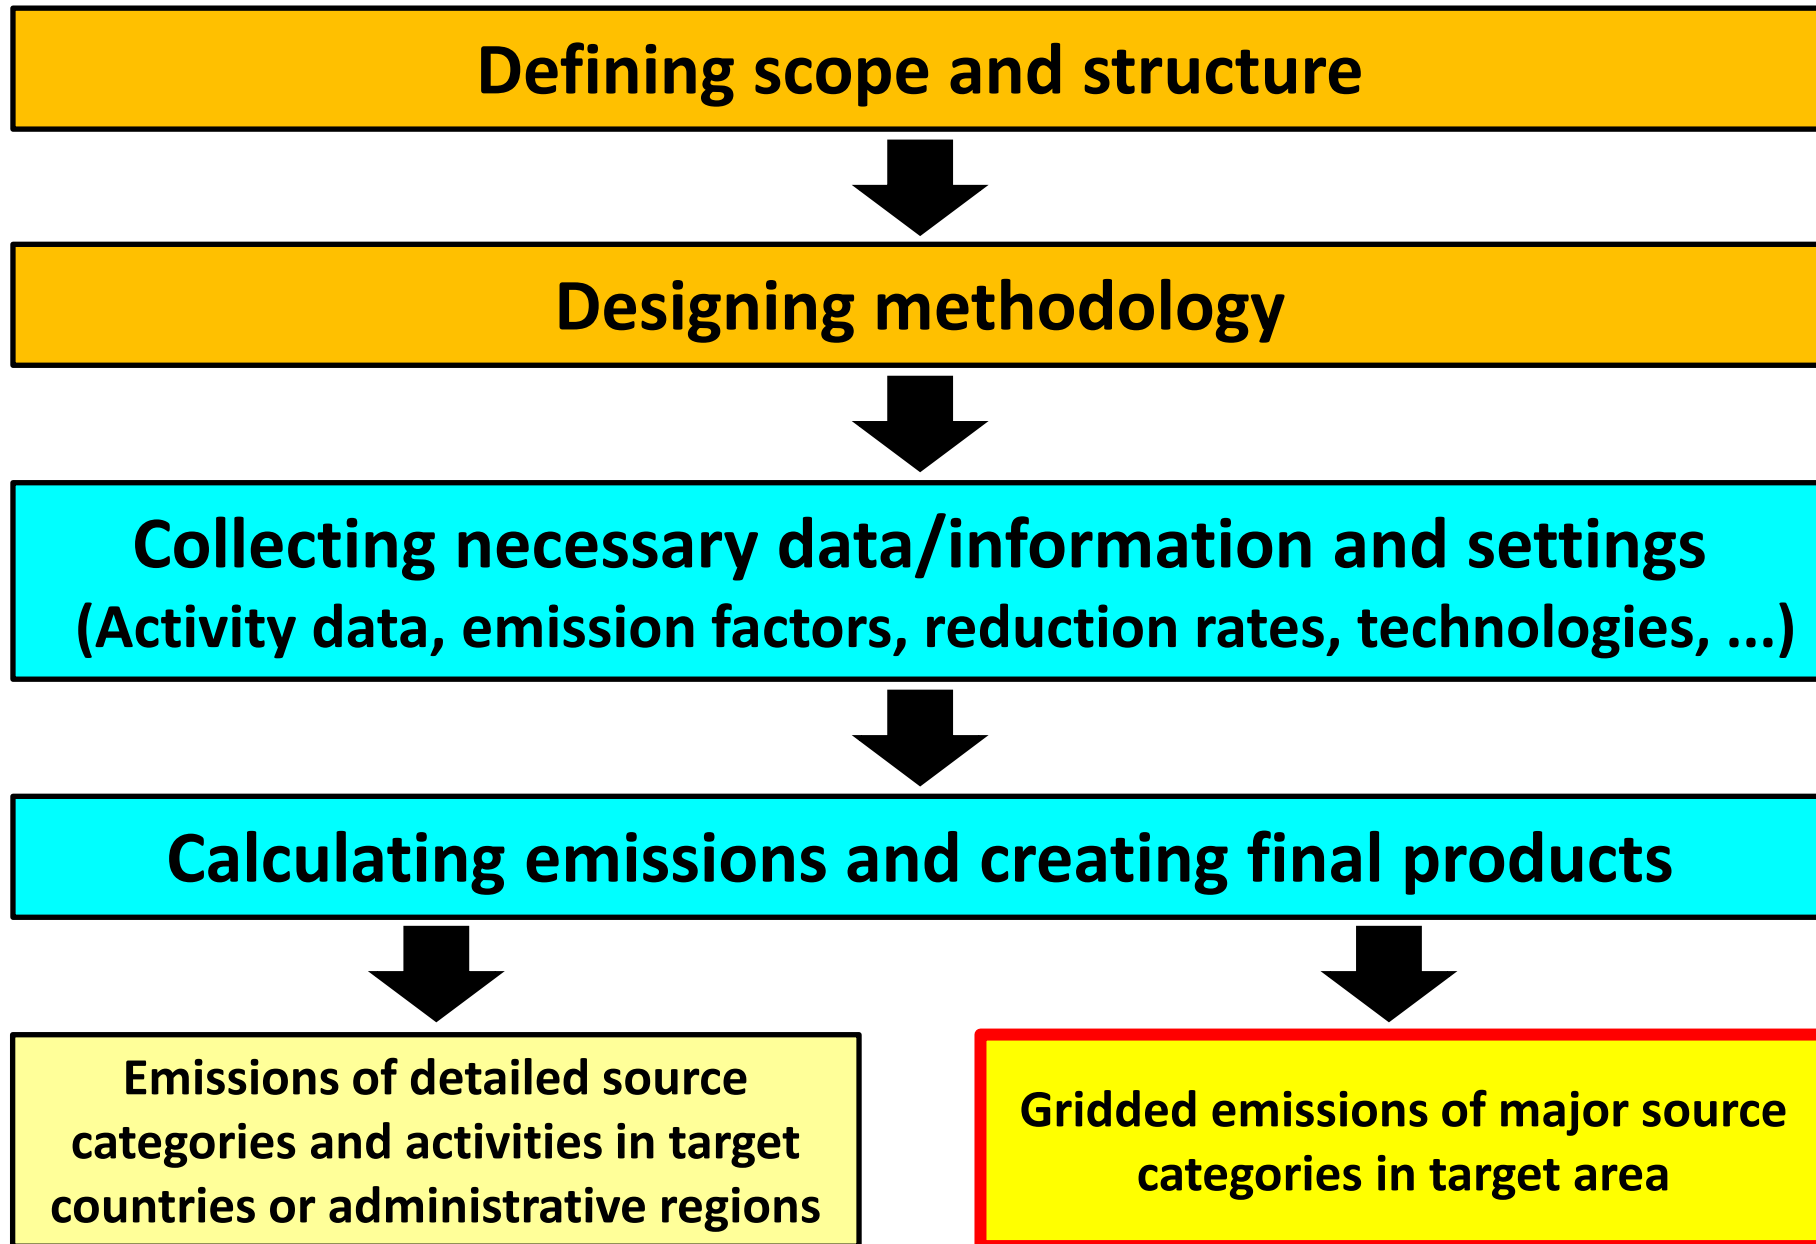 Defining scope and structure
Designing methodology
Collecting necessary data/information and settings
(Activity data, emission factors, reduction rates, technologies, ...)
Calculating emissions and creating final products
Emissions of detailed source
categories and activities in target
countries or administrative regions
Gridded emissions of major source
categories in target area